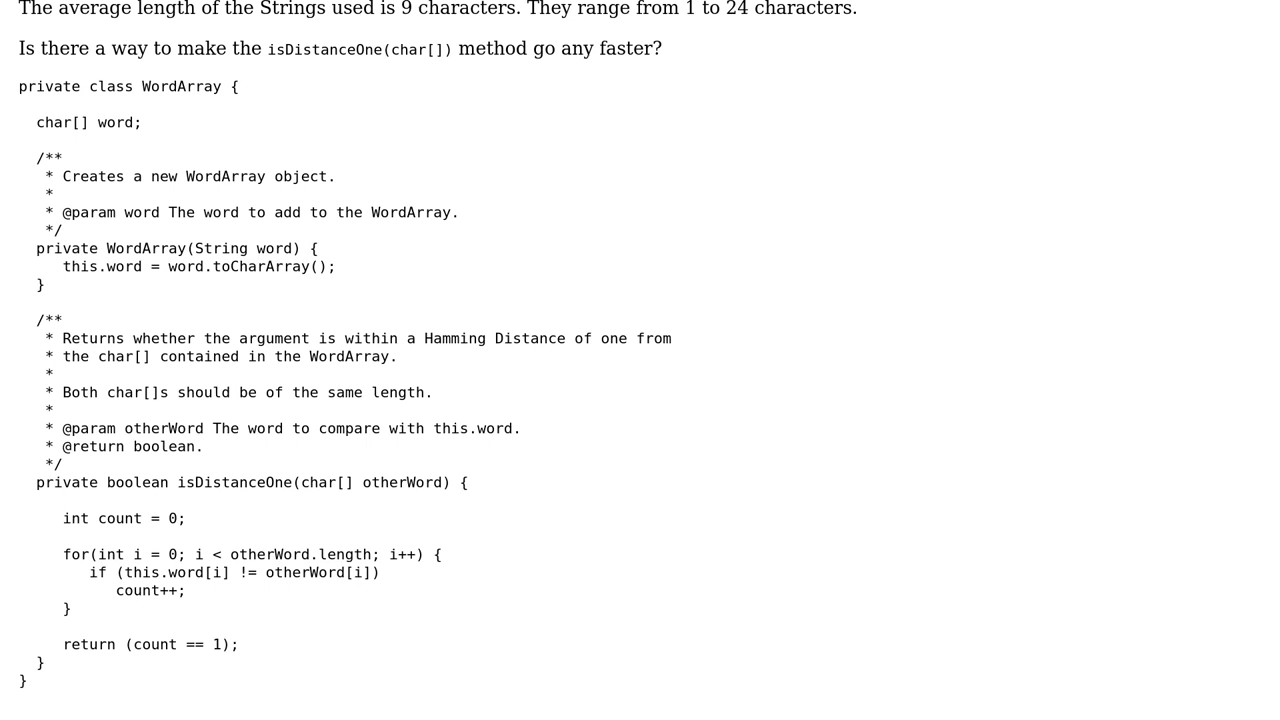 The average length of the Strings used is 9 characters. They range from 1 to 24 characters.
Is there a way to make the isDistanceOne(char[]) method go any faster?
private class WordArray {
  char[] word;
  /**
   * Creates a new WordArray object.
   *
   * @param word The word to add to the WordArray.
   */
  private WordArray(String word) {
     this.word = word.toCharArray();
  }
  /**
   * Returns whether the argument is within a Hamming Distance of one from
   * the char[] contained in the WordArray.
   *
   * Both char[]s should be of the same length.
   *
   * @param otherWord The word to compare with this.word.
   * @return boolean.
   */
  private boolean isDistanceOne(char[] otherWord) {
     int count = 0;
     for(int i = 0; i < otherWord.length; i++) {
        if (this.word[i] != otherWord[i])
           count++;
     }
     return (count == 1);
  }
}